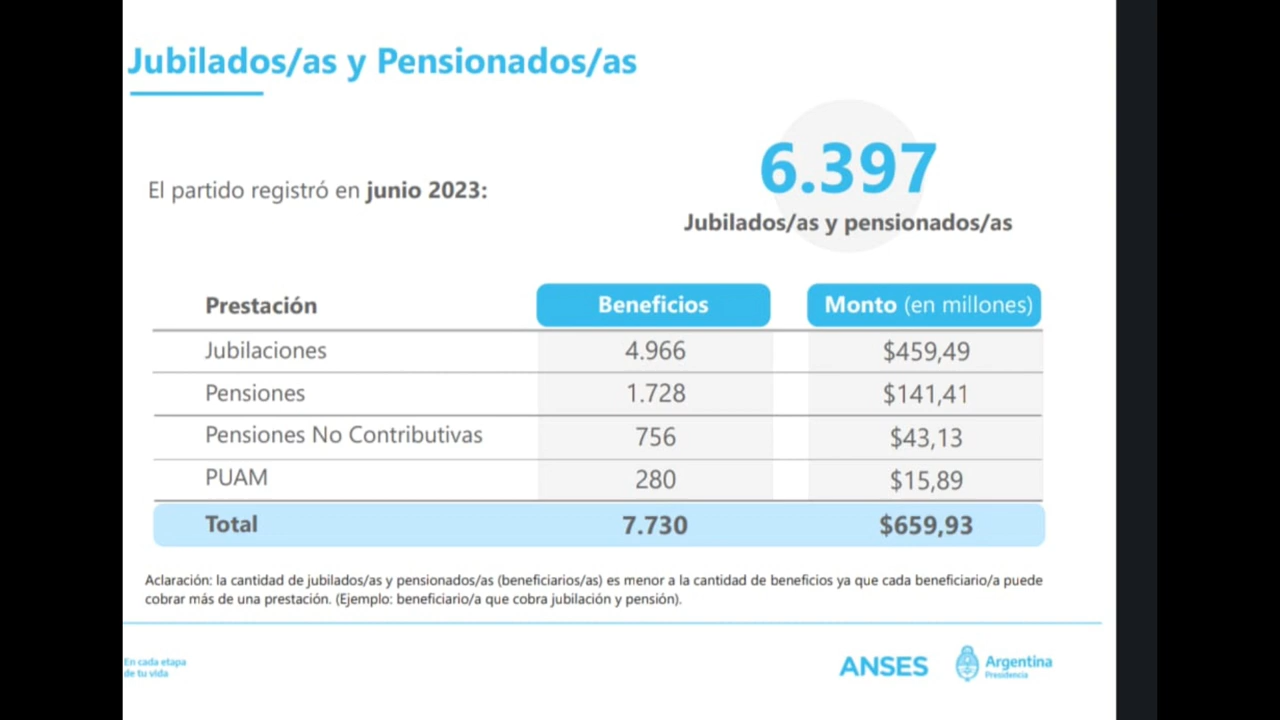 Jubilados/as y Pensionados/as
6.397
El partido registró en junio 2023:
Jubilados/as y pensionados/as
Prestación Beneficios Monto (en millones)
Jubilaciones 4.966 $459,49
Pensiones 1.728 $141,41
Pensiones No Contributivas 756 $43,13
PUAM 280 $15,89
Total 7.730 $659,93
Aclaración: la cantidad de jubilados/as y pensionados/as (beneficiarios/as) es menor a la cantidad de beneficios ya que cada beneficiario/a puede
cobrar más de una prestación. (Ejemplo: beneficiario/a que cobra jubilación y pensión).
En cada etapa
de tu vida
ANSES
Argentina
Presidencia